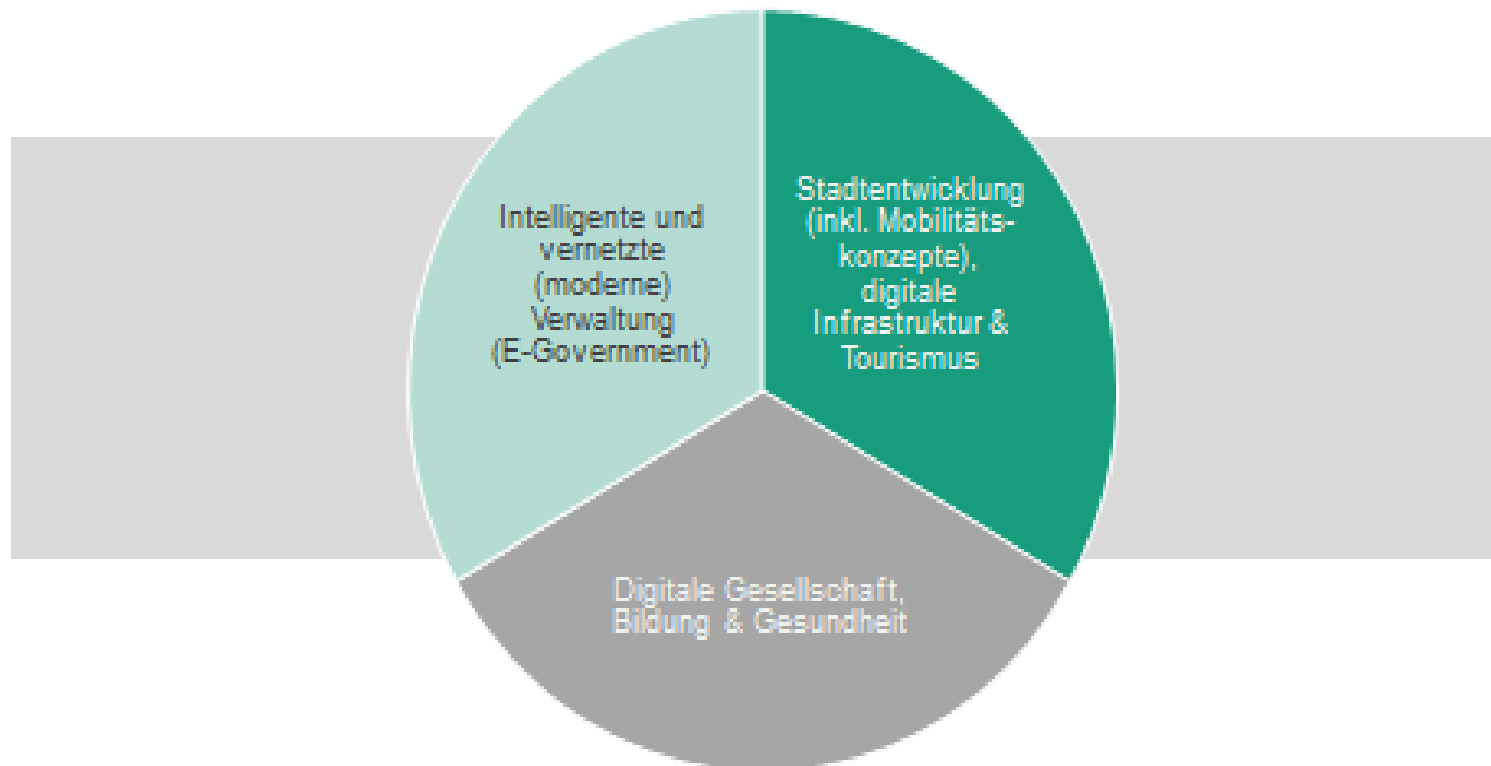 Intelligente und
vernetzte
(moderne)
Verwaltung
(E-Government)
Stadtentwicklung
(inkl. Mobilitäts-
konzepte),
digitale
Infrastruktur &
Tourismus
Digitale Gesellschaft,
Bildung & Gesundheit